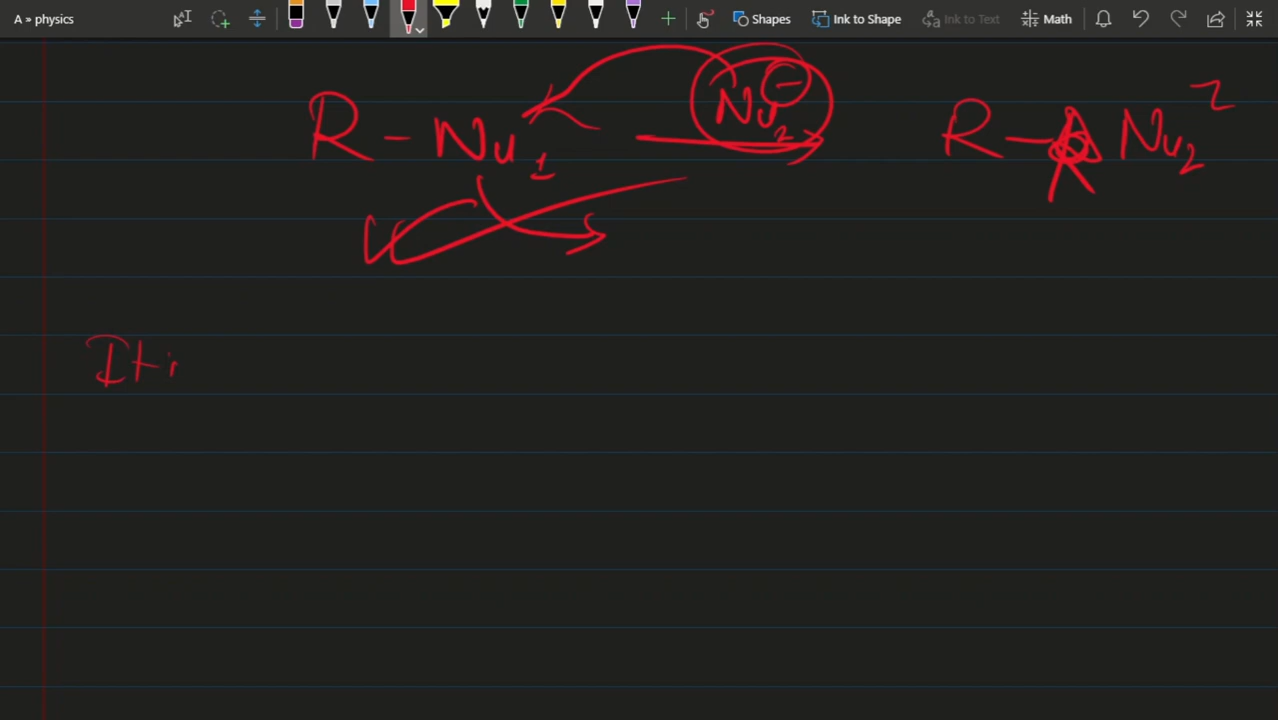 A » physics Shapes Ink to Shape Ink to Text Math
R - Nu1 Nu2⁻ → R - Nu2